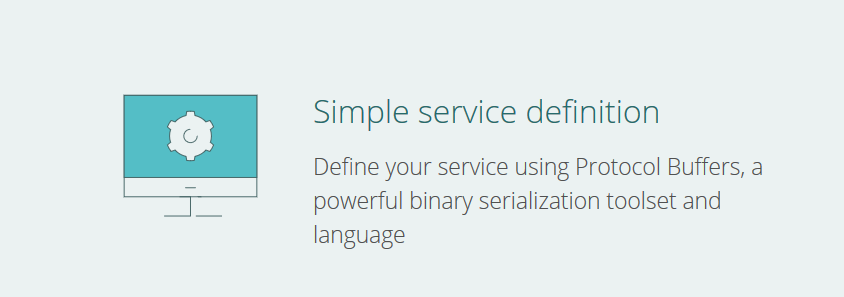 Simple service definition
Define your service using Protocol Buffers, a
powerful binary serialization toolset and
language